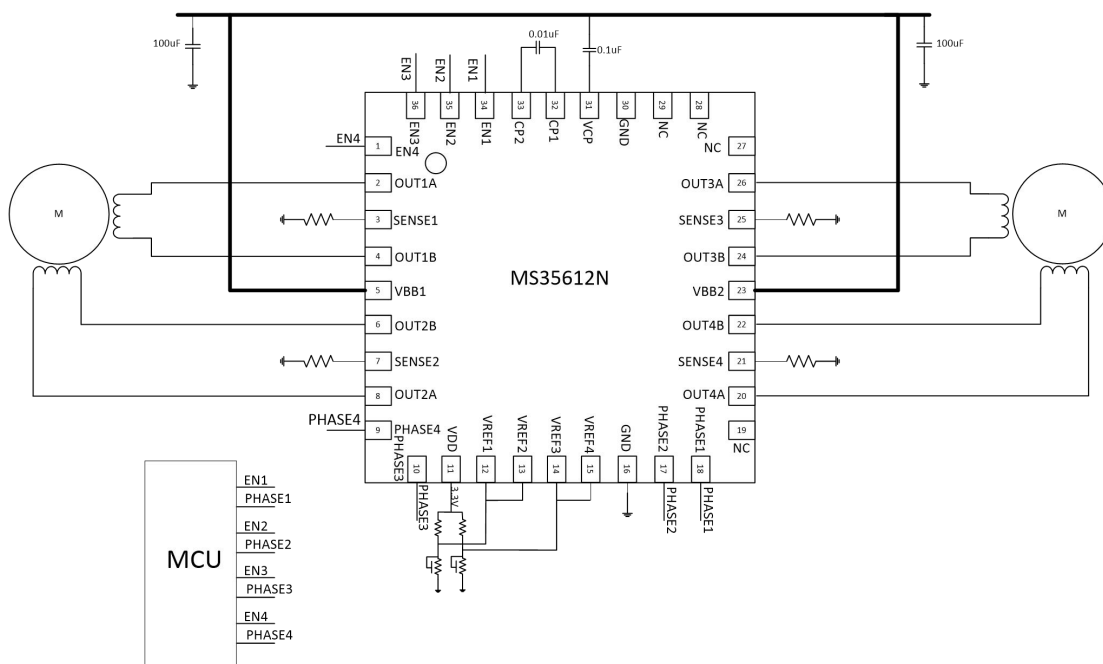 100uF
0.01uF
0.1uF
100uF
EN3
EN2
EN1
36
35
34
33
32
31
30
29
28
EN3
EN2
EN1
CP2
CP1
VCP
GND
NC
NC
EN4
1
EN4
NC
27
2
OUT1A
OUT3A
26
M
M
3
SENSE1
SENSE3
25
4
OUT1B
OUT3B
24
MS35612N
5
VBB1
VBB2
23
6
OUT2B
OUT4B
22
7
SENSE2
SENSE4
21
8
OUT2A
OUT4A
20
PHASE4
9
PHASE4
19
NC
PHASE3
VDD
VREF1
VREF2
VREF3
VREF4
GND
PHASE2
PHASE1
10
11
12
13
14
15
16
17
18
PHASE3
3.3V
PHASE2
PHASE1
MCU
EN1
PHASE1
EN2
PHASE2
EN3
PHASE3
EN4
PHASE4